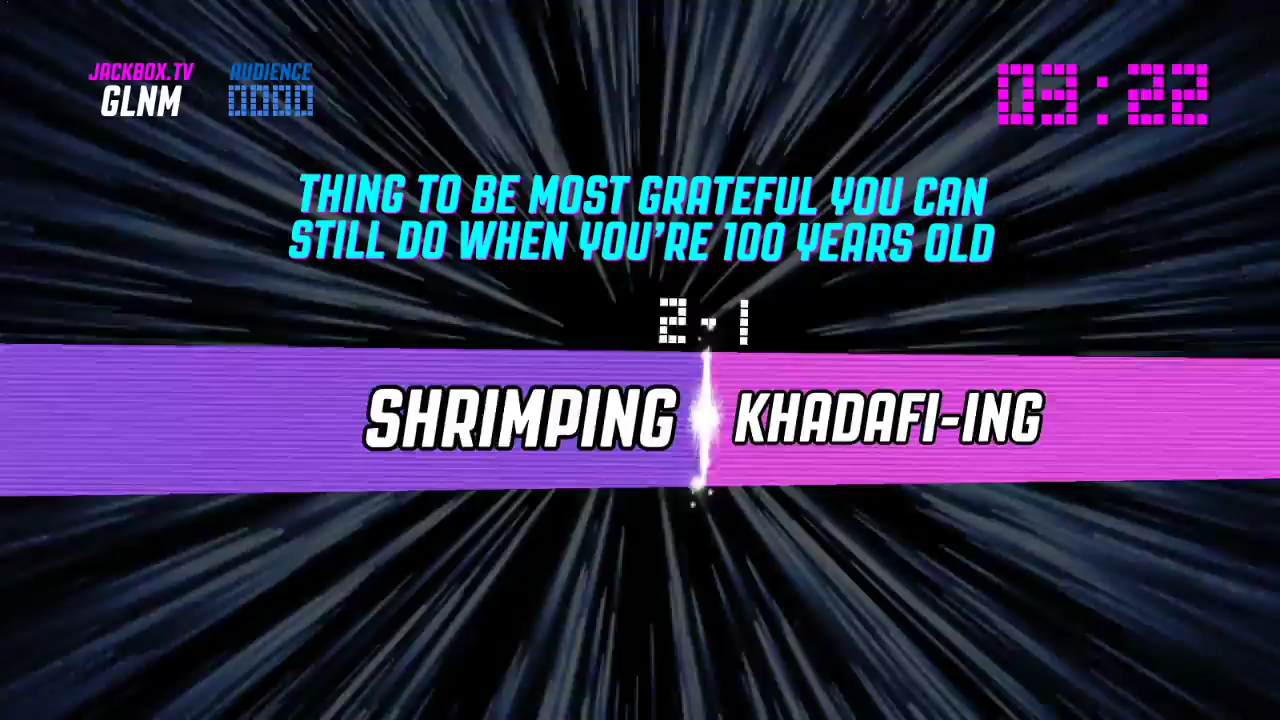 JACKBOX.TV
GLNM
AUDIENCE
0000
03:22
THING TO BE MOST GRATEFUL YOU CAN
STILL DO WHEN YOU'RE 100 YEARS OLD
2-1
SHRIMPING
KHADAFI-ING